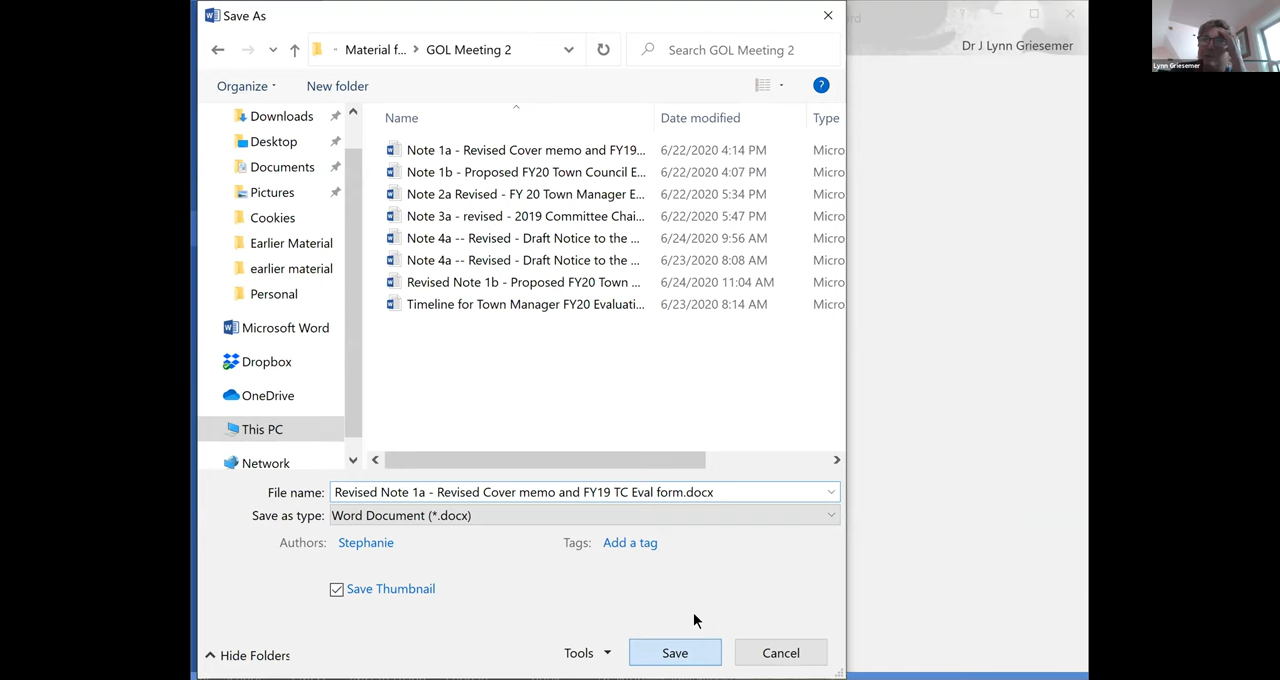 Save As
Material f... GOL Meeting 2
Search GOL Meeting 2
Dr J Lynn Griesemer
Lynn Griesemer
Organize New folder
Name Date modified Type
Downloads
Desktop
Documents
Pictures
Cookies
Earlier Material
earlier material
Personal
Microsoft Word
Dropbox
OneDrive
This PC
Network
Note 1a - Revised Cover memo and FY19... 6/22/2020 4:14 PM Micro
Note 1b - Proposed FY20 Town Council E... 6/22/2020 4:07 PM Micro
Note 2a Revised - FY 20 Town Manager E... 6/22/2020 5:34 PM Micro
Note 3a - revised - 2019 Committee Chai... 6/22/2020 5:47 PM Micro
Note 4a -- Revised - Draft Notice to the ... 6/24/2020 9:56 AM Micro
Note 4a -- Revised - Draft Notice to the ... 6/23/2020 8:08 AM Micro
Revised Note 1b - Proposed FY20 Town ... 6/24/2020 11:04 AM Micro
Timeline for Town Manager FY20 Evaluati... 6/23/2020 8:14 AM Micro
File name: Revised Note 1a - Revised Cover memo and FY19 TC Eval form.docx
Save as type: Word Document (*.docx)
Authors: Stephanie Tags: Add a tag
Save Thumbnail
Hide Folders Tools Save Cancel